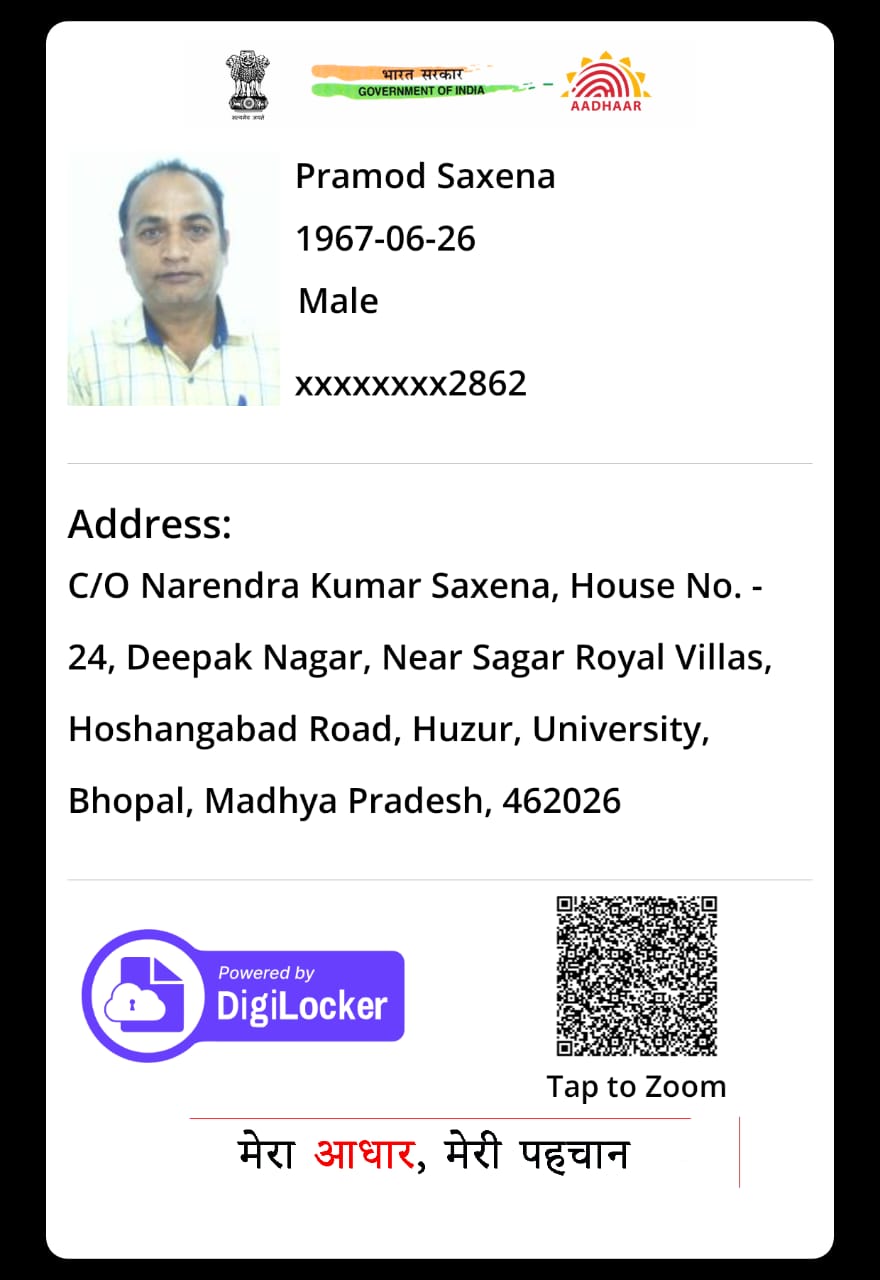 सत्यमेव जयते
भारत सरकार
GOVERNMENT OF INDIA
AADHAAR
Pramod Saxena
1967-06-26
Male
xxxxxxxx2862
Address:
C/O Narendra Kumar Saxena, House No. -
24, Deepak Nagar, Near Sagar Royal Villas,
Hoshangabad Road, Huzur, University,
Bhopal, Madhya Pradesh, 462026
Powered by
DigiLocker
Tap to Zoom
मेरा आधार, मेरी पहचान